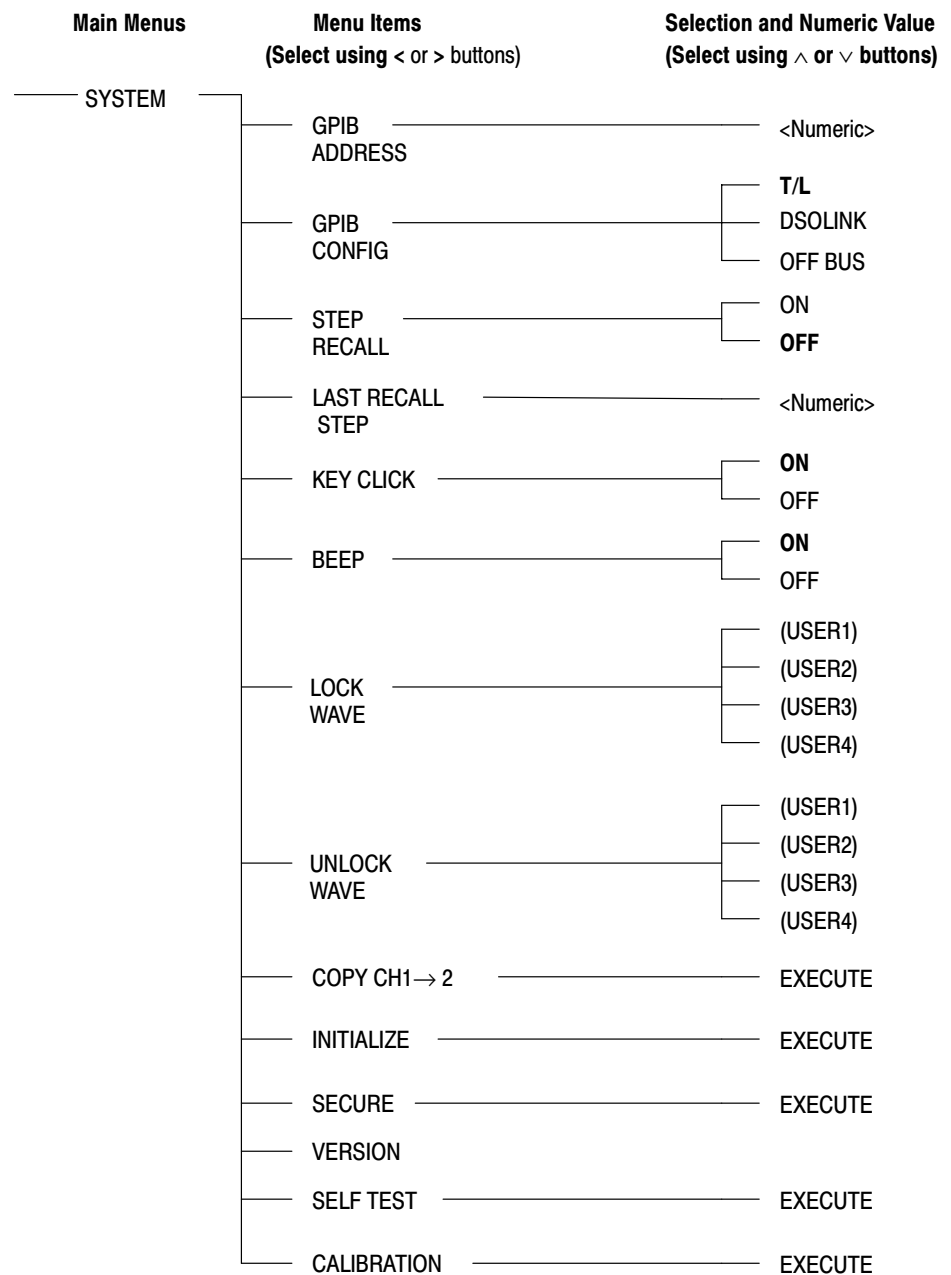 Main Menus Menu Items Selection and Numeric Value
(Select using < or > buttons) (Select using ∧ or ∨ buttons)
SYSTEM
GPIB <Numeric>
ADDRESS
T/L
GPIB DSOLINK
CONFIG OFF BUS
ON
STEP
RECALL OFF
LAST RECALL <Numeric>
STEP
ON
KEY CLICK
OFF
ON
BEEP
OFF
(USER1)
(USER2)
LOCK
WAVE (USER3)
(USER4)
(USER1)
(USER2)
UNLOCK
WAVE (USER3)
(USER4)
COPY CH1→ 2 EXECUTE
INITIALIZE EXECUTE
SECURE EXECUTE
VERSION
SELF TEST EXECUTE
CALIBRATION EXECUTE